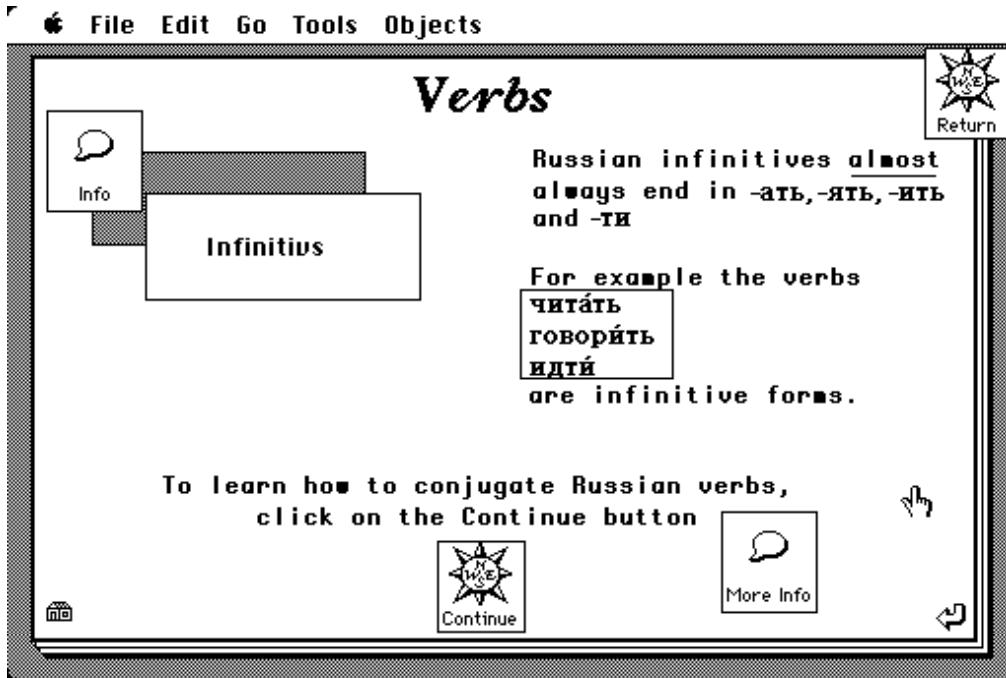 File Edit Go Tools Objects
Verbs
Return
Info
Infinitivs
Russian infinitives almost
always end in -ать,-ять,-ить
and -ти
For example the verbs
чита́ть
говори́ть
идти́
are infinitive forms.
To learn how to conjugate Russian verbs,
click on the Continue button
Continue
More Info